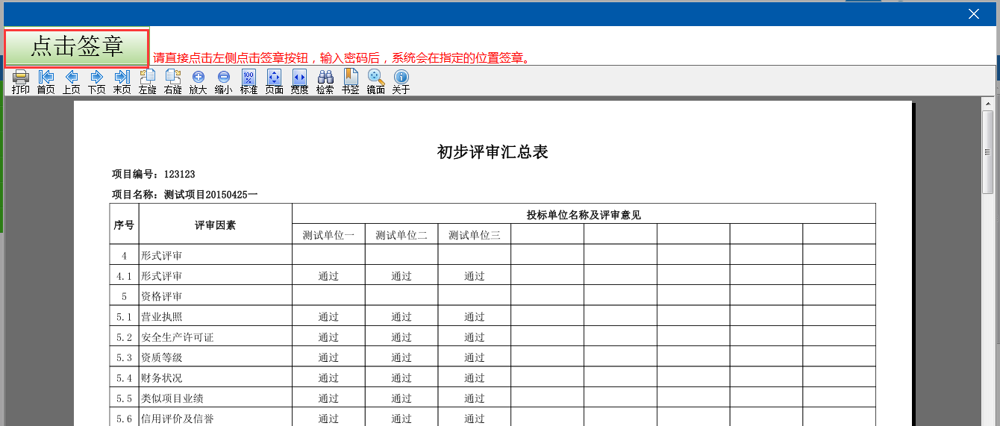 点击签章
请直接点击左侧点击签章按钮，输入密码后，系统会在指定的位置签章。
打印 首页 上页 下页 末页 左旋 右旋 放大 缩小 100% 标准 页面 宽度 检索 书签 镜面 关于
初步评审汇总表
项目编号：123123
项目名称：测试项目20150425一
序号 评审因素 投标单位名称及评审意见
测试单位一 测试单位二 测试单位三
4 形式评审
4.1 形式评审 通过 通过 通过
5 资格评审
5.1 营业执照 通过 通过 通过
5.2 安全生产许可证 通过 通过 通过
5.3 资质等级 通过 通过 通过
5.4 财务状况 通过 通过 通过
5.5 类似项目业绩 通过 通过 通过
5.6 信用评价及信誉 通过 通过 通过